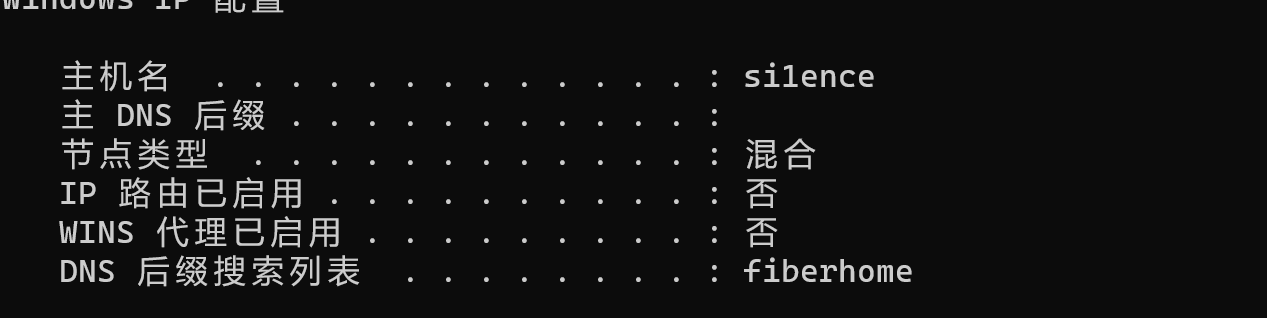 Windows IP 配置
主机名 . . . . . . . . . . . . . : si1ence
主 DNS 后缀 . . . . . . . . . . . . :
节点类型 . . . . . . . . . . . . : 混合
IP 路由已启用 . . . . . . . . . . : 否
WINS 代理已启用 . . . . . . . . . : 否
DNS 后缀搜索列表 . . . . . . . . : fiberhome